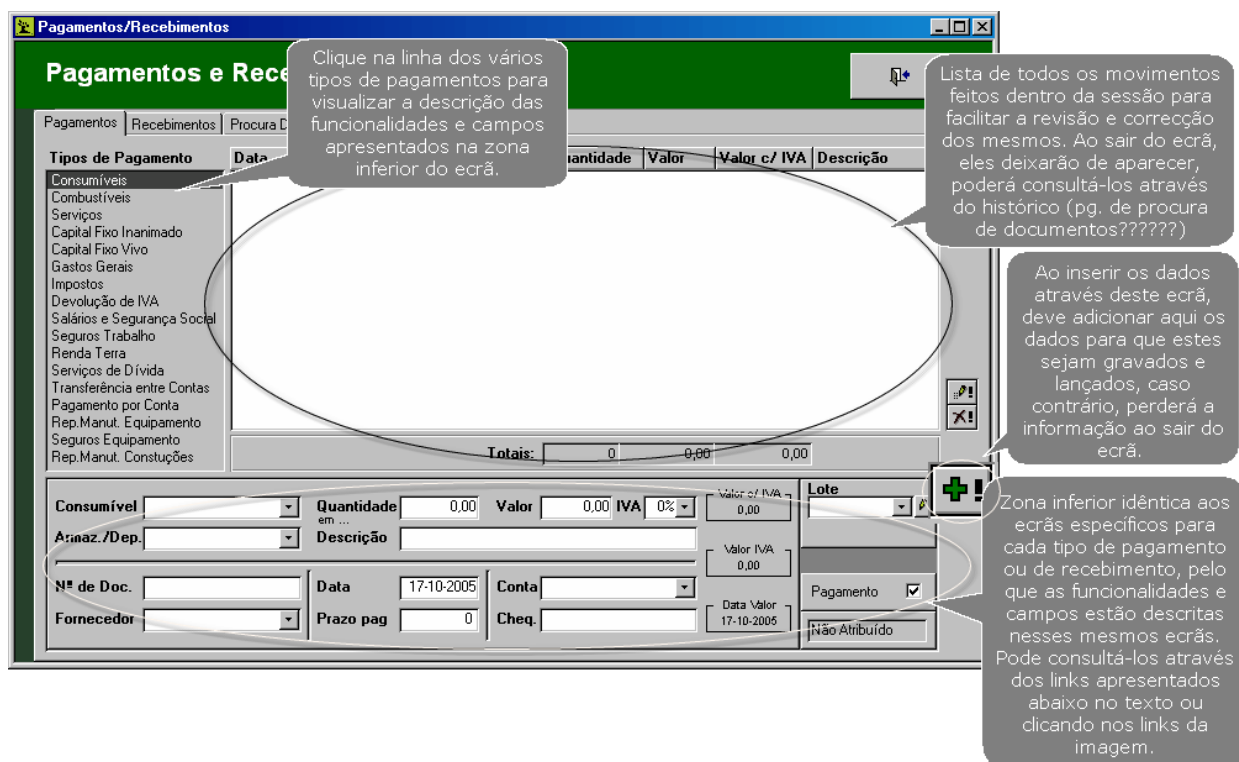 Pagamentos/Recebimentos
Pagamentos e Rece
Clique na linha dos vários
tipos de pagamentos para
visualizar a descrição das
funcionalidades e campos
apresentados na zona
inferior do ecrã.
Lista de todos os movimentos
feitos dentro da sessão para
facilitar a revisão e correcção
dos mesmos. Ao sair do ecrã,
eles deixarão de aparecer,
poderá consultá-los através
do histórico (pg. de procura
de documentos??????)
Pagamentos Recebimentos Procura D
Tipos de Pagamento Data uantidade Valor Valor c/ IVA Descrição
Consumíveis
Combustíveis
Serviços
Capital Fixo Inanimado
Capital Fixo Vivo
Gastos Gerais
Impostos
Devolução de IVA
Salários e Segurança Social
Seguros Trabalho
Renda Terra
Serviços de Dívida
Transferência entre Contas
Pagamento por Conta
Rep.Manut. Equipamento
Seguros Equipamento
Rep.Manut. Constuções
Totais: 0 0,00 0,00
Ao inserir os dados
através deste ecrã,
deve adicionar aqui os
dados para que estes
sejam gravados e
lançados, caso
contrário, perderá a
informação ao sair do
ecrã.
Consumível Quantidade 0,00 Valor 0,00 IVA 0% Valor c/ IVA 0,00 Lote
em ...
Armaz./Dep. Descrição Valor IVA 0,00
Nº de Doc. Data 17-10-2005 Conta Pagamento
Fornecedor Prazo pag 0 Cheq. Data Valor 17-10-2005 Não Atribuído
Zona inferior idêntica aos
ecrãs específicos para
cada tipo de pagamento
ou de recebimento, pelo
que as funcionalidades e
campos estão descritas
nesses mesmos ecrãs.
Pode consultá-los através
dos links apresentados
abaixo no texto ou
clicando nos links da
imagem.